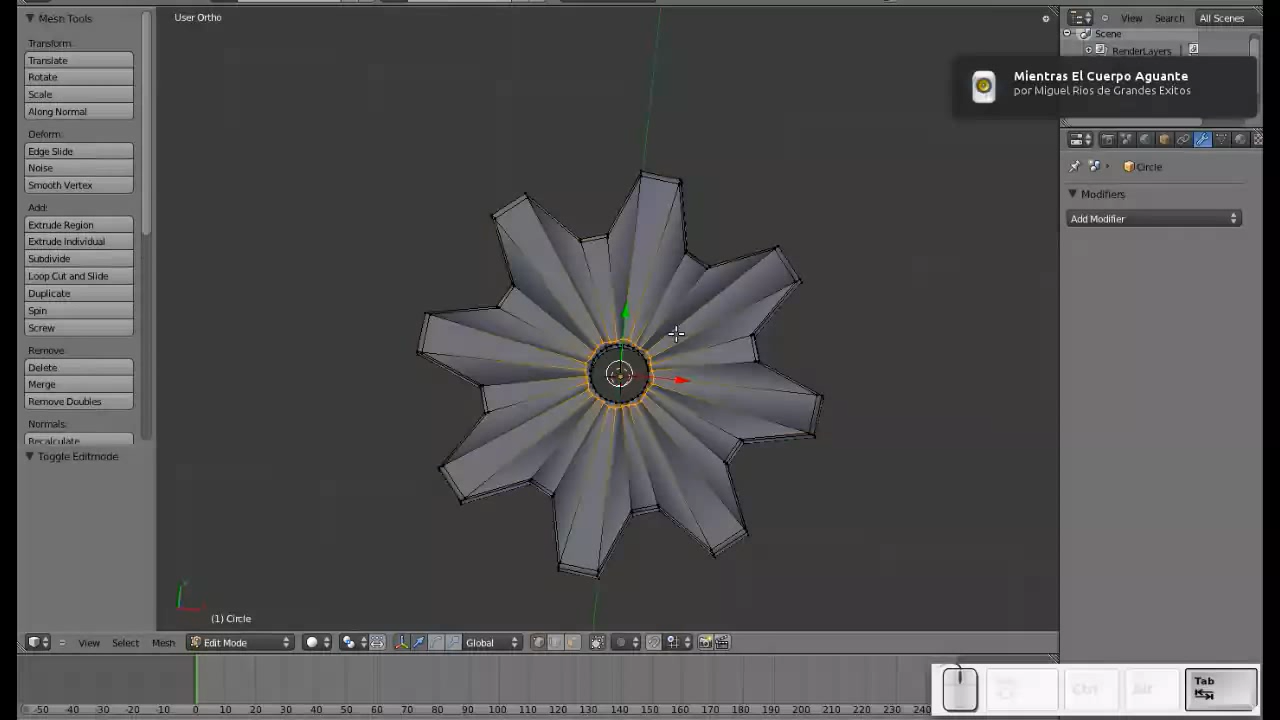 Mesh Tools
Transform:
Translate
Rotate
Scale
Along Normal
Deform:
Edge Slide
Noise
Smooth Vertex
Add:
Extrude Region
Extrude Individual
Subdivide
Loop Cut and Slide
Duplicate
Spin
Screw
Remove:
Delete
Merge
Remove Doubles
Normals:
Recalculate
Toggle Editmode
User Ortho
(1) Circle
View
Select
Mesh
Edit Mode
Global
View
Search
All Scenes
Scene
RenderLayers
Mientras El Cuerpo Aguante
por Miguel Rios de Grandes Exitos
Circle
Modifiers
Add Modifier
-50 -40 -30 -20 -10 0 10 20 30 40 50 60 70 80 90 100 110 120 130 140 150 160 170 180 190 200 210 220 230 240
Ctrl
Alt
Tab